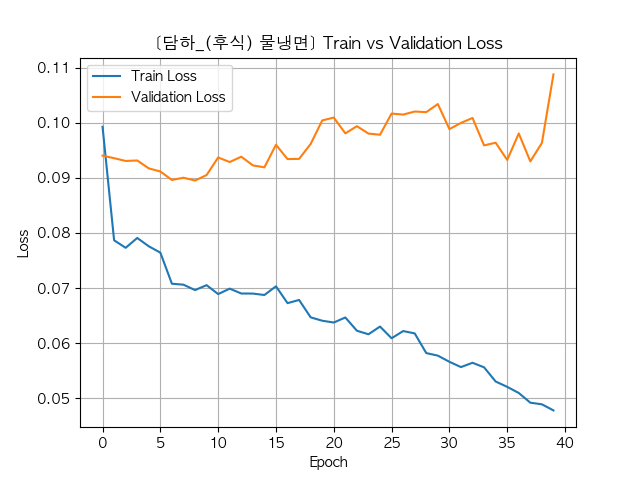 [담하_(후식) 물냉면] Train vs Validation Loss
Train Loss
Validation Loss
0.11
0.10
0.09
0.08
0.07
0.06
0.05
Loss
0 5 10 15 20 25 30 35 40
Epoch